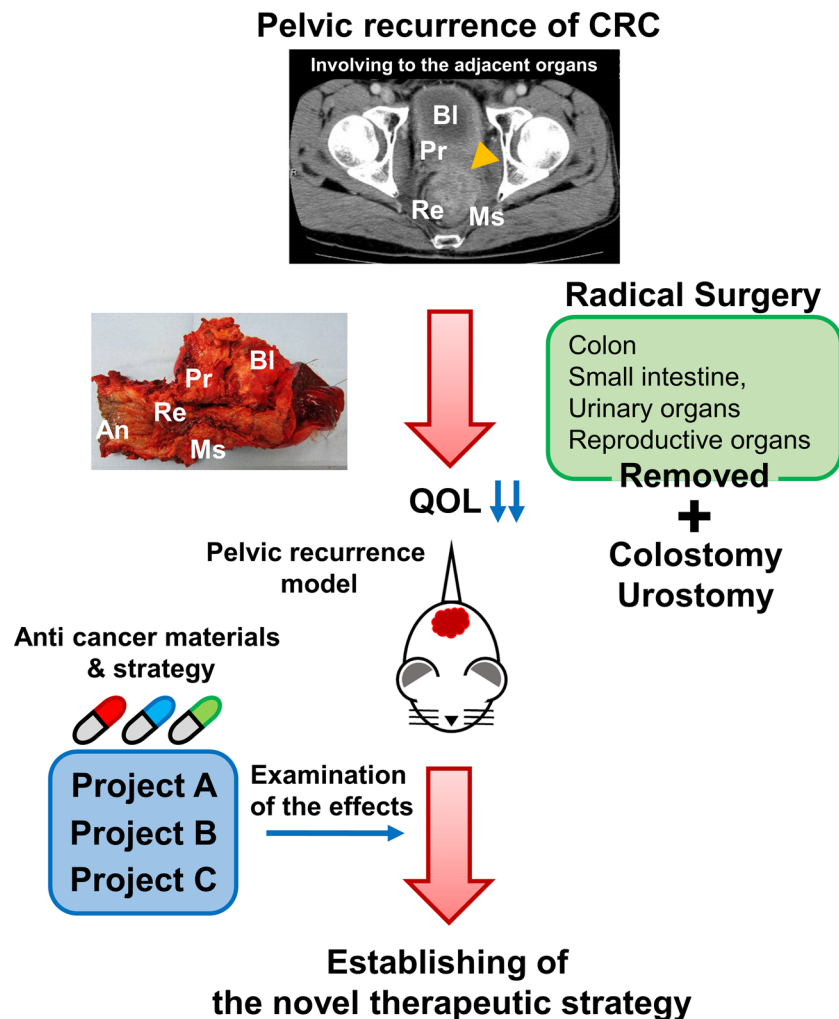 Pelvic recurrence of CRC
Involving to the adjacent organs
Bl
Pr
Re
Ms
R
Radical Surgery
Colon
Small intestine,
Urinary organs
Reproductive organs
Removed
+
Colostomy
Urostomy
Bl
Pr
Re
An
Ms
QOL
Pelvic recurrence
model
Anti cancer materials
& strategy
Project A
Project B
Project C
Examination
of the effects
Establishing of
the novel therapeutic strategy